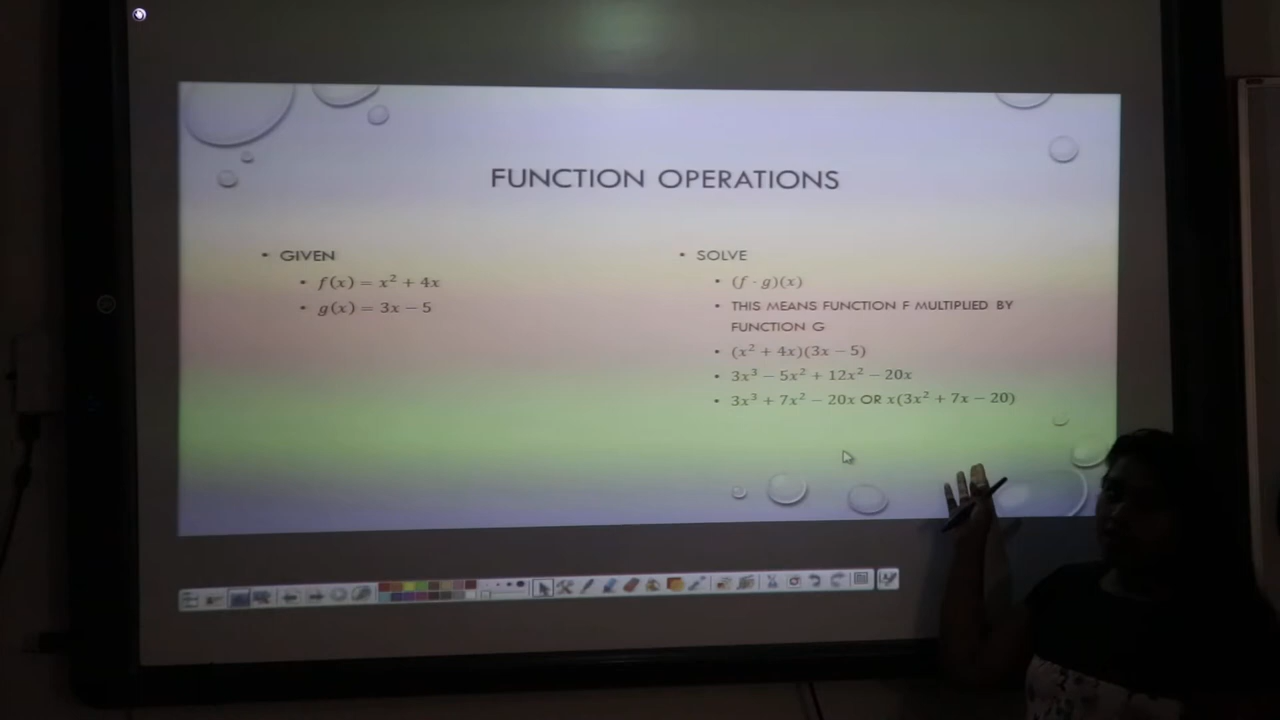 FUNCTION OPERATIONS
• GIVEN
• f(x) = x² + 4x
• g(x) = 3x − 5
• SOLVE
• (f · g)(x)
• THIS MEANS FUNCTION F MULTIPLIED BY
FUNCTION G
• (x² + 4x)(3x − 5)
• 3x³ − 5x² + 12x² − 20x
• 3x³ + 7x² − 20x OR x(3x² + 7x − 20)